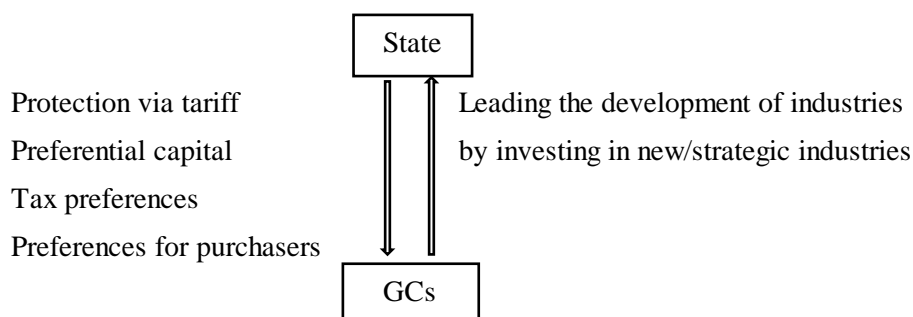 State
Protection via tariff
Preferential capital
Tax preferences
Preferences for purchasers
Leading the development of industries
by investing in new/strategic industries
GCs